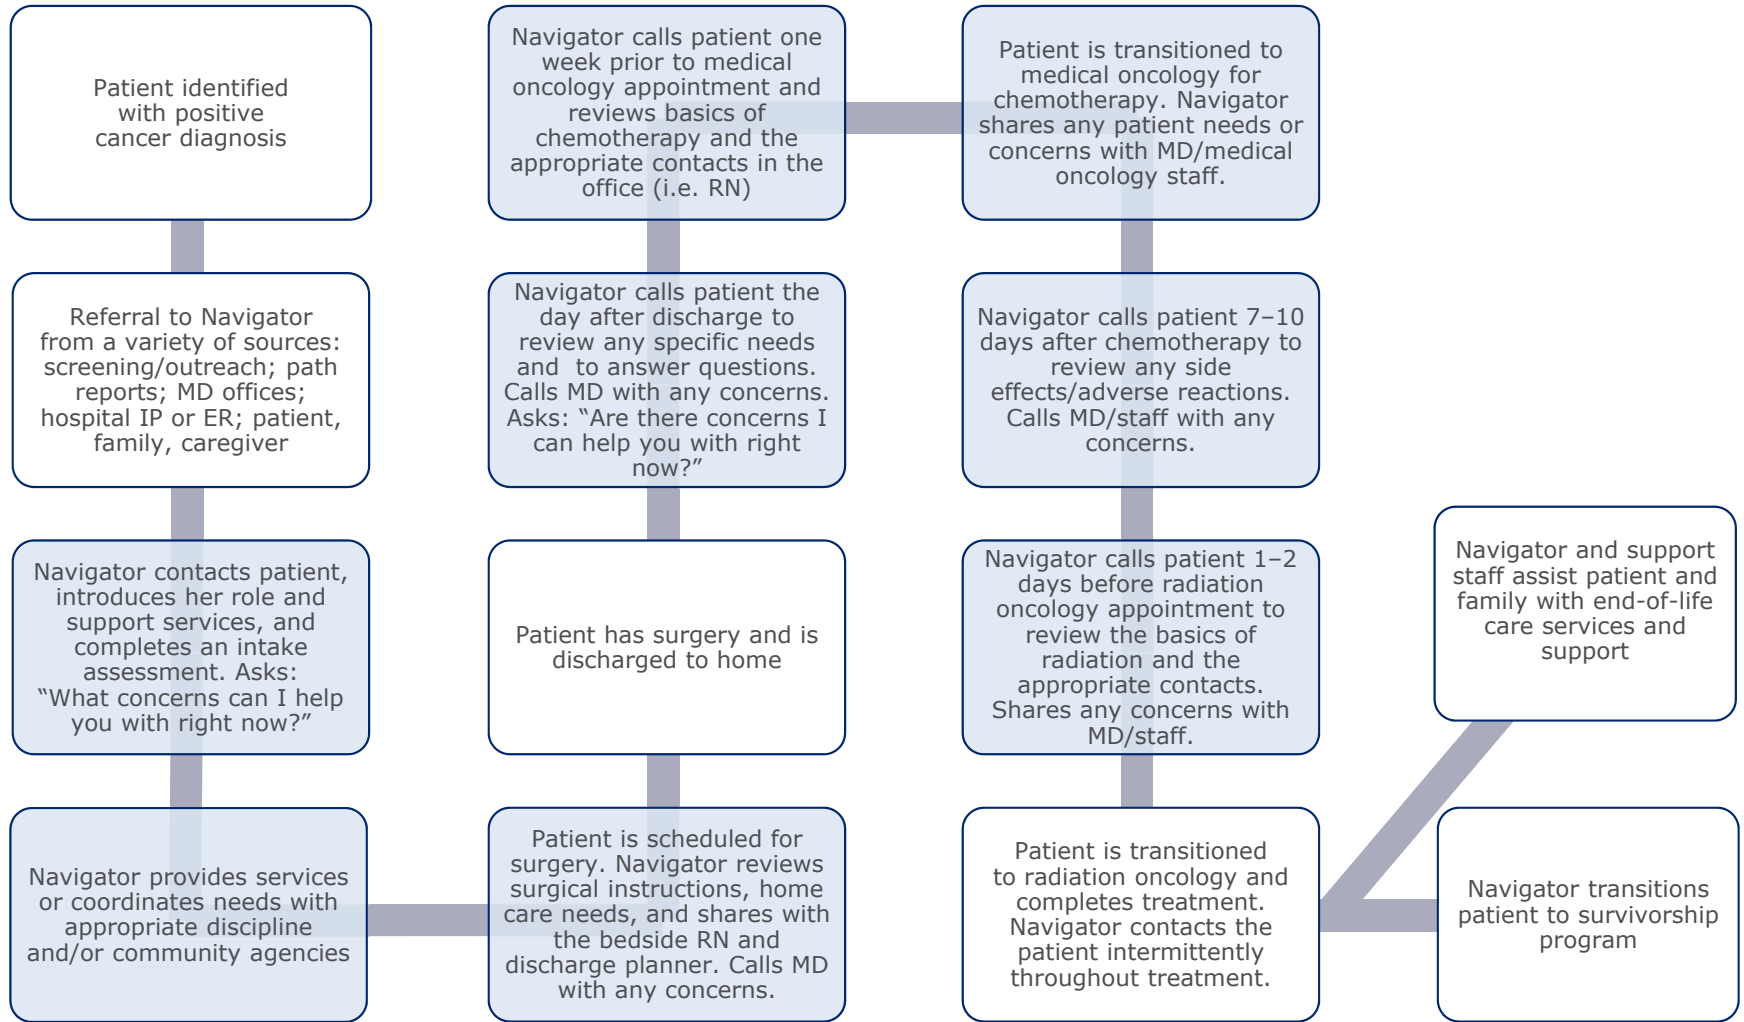 Patient identified
with positive
cancer diagnosis
Referral to Navigator
from a variety of sources:
screening/outreach; path
reports; MD offices;
hospital IP or ER; patient,
family, caregiver
Navigator contacts patient,
introduces her role and
support services, and
completes an intake
assessment. Asks:
“What concerns can I help
you with right now?”
Navigator provides services
or coordinates needs with
appropriate discipline
and/or community agencies
Patient is scheduled for
surgery. Navigator reviews
surgical instructions, home
care needs, and shares with
the bedside RN and
discharge planner. Calls MD
with any concerns.
Patient has surgery and is
discharged to home
Navigator calls patient the
day after discharge to
review any specific needs
and  to answer questions.
Calls MD with any concerns.
Asks: “Are there concerns I
can help you with right
now?”
Navigator calls patient one
week prior to medical
oncology appointment and
reviews basics of
chemotherapy and the
appropriate contacts in the
office (i.e. RN)
Patient is transitioned to
medical oncology for
chemotherapy. Navigator
shares any patient needs or
concerns with MD/medical
oncology staff.
Navigator calls patient 7–10
days after chemotherapy to
review any side
effects/adverse reactions.
Calls MD/staff with any
concerns.
Navigator calls patient 1–2
days before radiation
oncology appointment to
review the basics of
radiation and the
appropriate contacts.
Shares any concerns with
MD/staff.
Patient is transitioned
to radiation oncology and
completes treatment.
Navigator contacts the
patient intermittently
throughout treatment.
Navigator and support
staff assist patient and
family with end-of-life
care services and
support
Navigator transitions
patient to survivorship
program